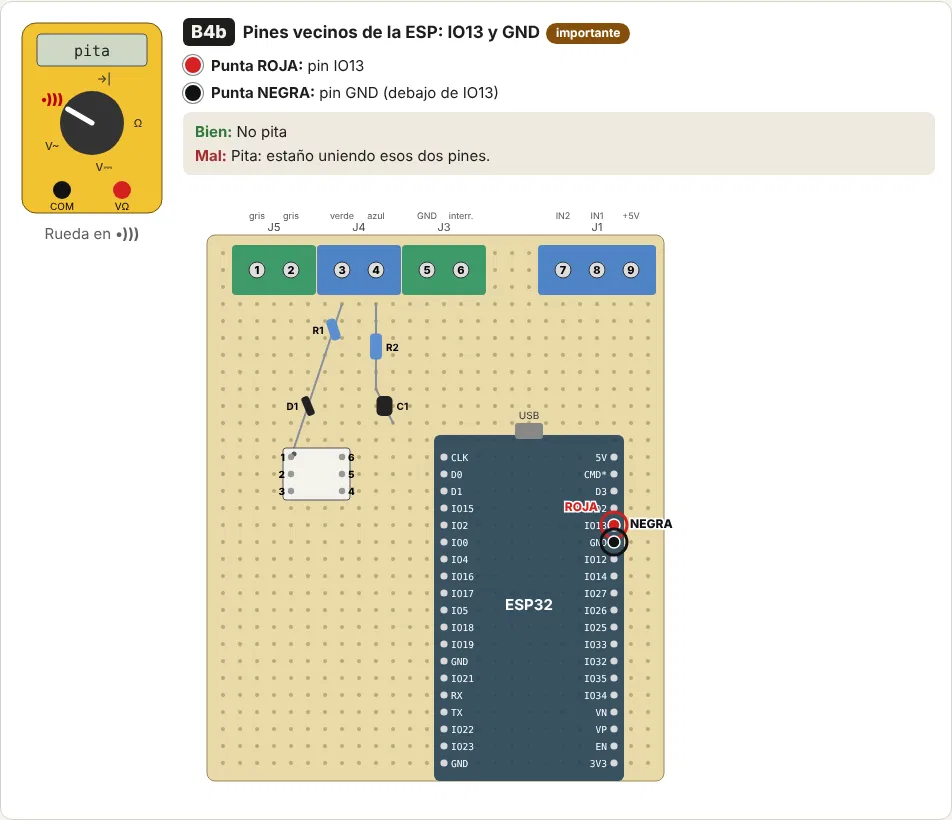 pita
→|
•)))
Ω
V~
V⎓
COM
VΩ
Rueda en •)))
B4b Pines vecinos de la ESP: IO13 y GND importante
Punta ROJA: pin IO13
Punta NEGRA: pin GND (debajo de IO13)
Bien: No pita
Mal: Pita: estaño uniendo esos dos pines.
gris gris verde azul GND interr. IN2 IN1 +5V
J5 J4 J3 J1
1 2 3 4 5 6 7 8 9
R1
R2
D1
C1
USB
1 6
2 5
3 4
CLK 5V
D0 CMD*
D1 D3
IO15 ROJA D2
IO2 IO13 NEGRA
IO0 GND
IO4 IO12
IO16 IO14
IO17 IO27
ESP32
IO5 IO26
IO18 IO25
IO19 IO33
GND IO32
IO21 IO35
RX IO34
TX VN
IO22 VP
IO23 EN
GND 3V3